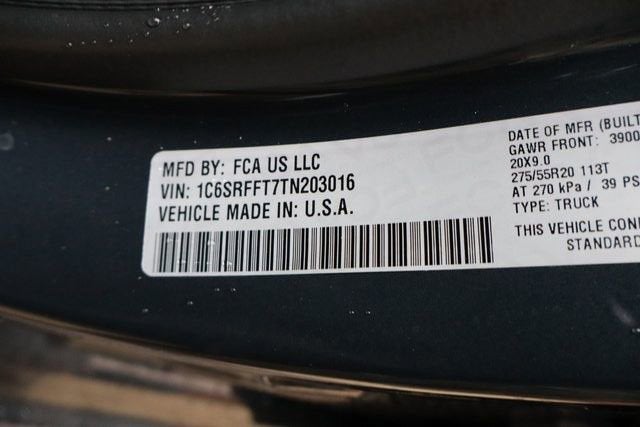 MFD BY: FCA US LLC
VIN: 1C6SRFFT7TN203016
VEHICLE MADE IN: U.S.A.
DATE OF MFR (BUILT
GAWR FRONT: 3900
20X9.0
275/55R20 113T
AT 270 kPa / 39 PS
TYPE: TRUCK
THIS VEHICLE CON
STANDARD